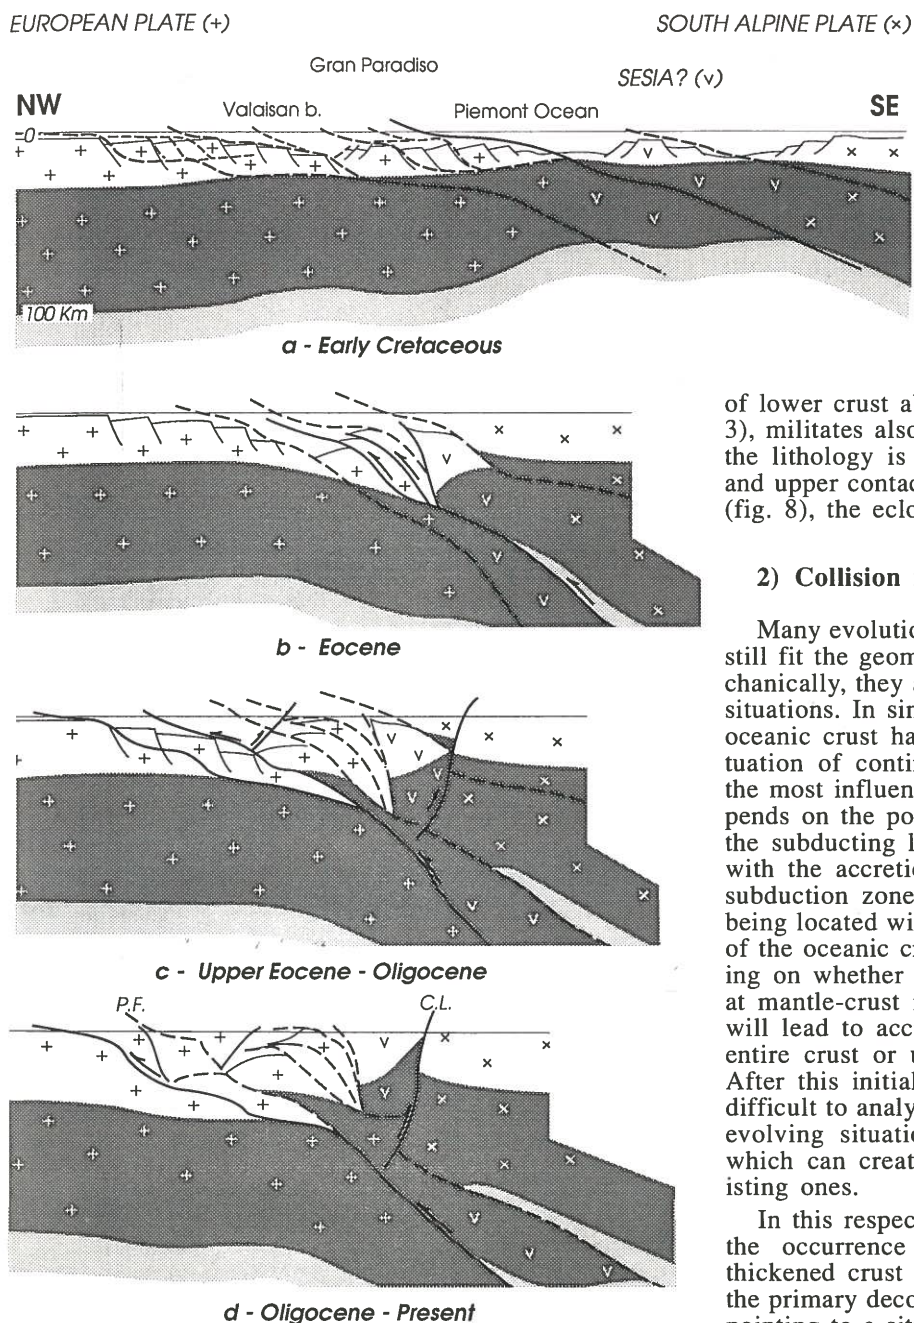 EUROPEAN PLATE (+)
SOUTH ALPINE PLATE (×)
Gran Paradiso
SESIA? (v)
NW
Valaisan b.
Piemont Ocean
SE
0
100 Km
a - Early Cretaceous
b - Eocene
c - Upper Eocene - Oligocene
P.F.
C.L.
d - Oligocene - Present
of lower crust al
3), militates also
the lithology is
and upper contac
(fig. 8), the eclo
2) Collision
Many evolutio
still fit the geom
chanically, they
situations. In sin
oceanic crust ha
tuation of conti
the most influen
pends on the po
the subducting l
with the accretio
subduction zone
being located wi
of the oceanic cr
ing on whether
at mantle-crust
will lead to acc
entire crust or u
After this initial
difficult to analy
evolving situatio
which can creat
isting ones.
In this respec
the occurrence
thickened crust
the primary deco